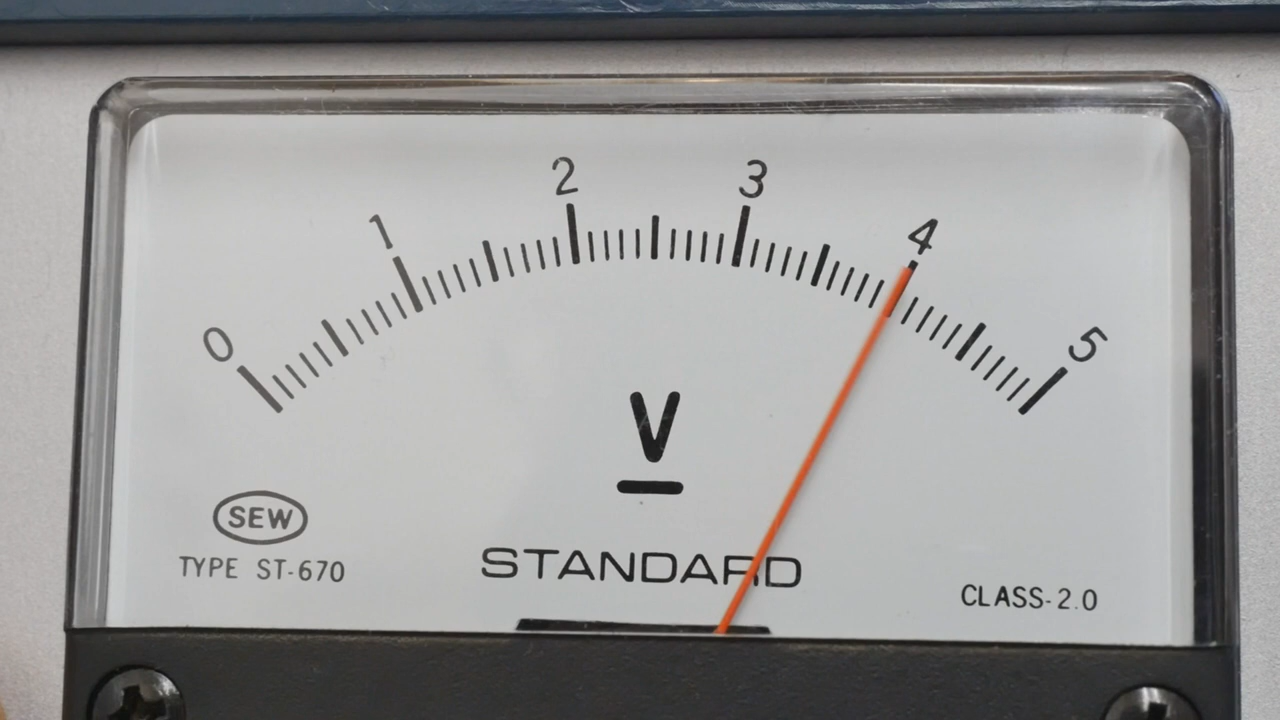 0 1 2 3 4 5
V
SEW
TYPE ST-670
STANDARD
CLASS-2.0